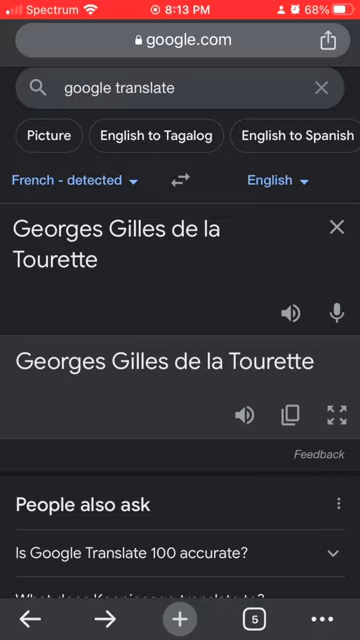 Spectrum 8:13 PM 68%
google.com
google translate
Picture English to Tagalog English to Spanish
French - detected English
Georges Gilles de la
Tourette
Georges Gilles de la Tourette
Feedback
People also ask
Is Google Translate 100 accurate?
What does
5